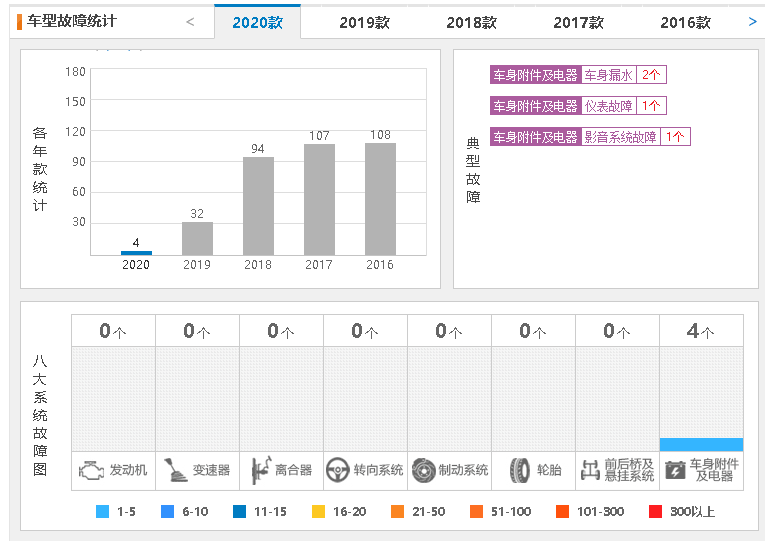 车型故障统计 < 2020款 2019款 2018款 2017款 2016款 >
各年款统计
180
150
120
90
60
30
4 32 94 107 108
2020 2019 2018 2017 2016
典型故障
车身附件及电器 车身漏水 2个
车身附件及电器 仪表故障 1个
车身附件及电器 影音系统故障 1个
八大系统故障图
0个 0个 0个 0个 0个 0个 0个 4个
发动机 变速器 离合器 转向系统 制动系统 轮胎 前后桥及悬挂系统 车身附件及电器
1-5 6-10 11-15 16-20 21-50 51-100 101-300 300以上